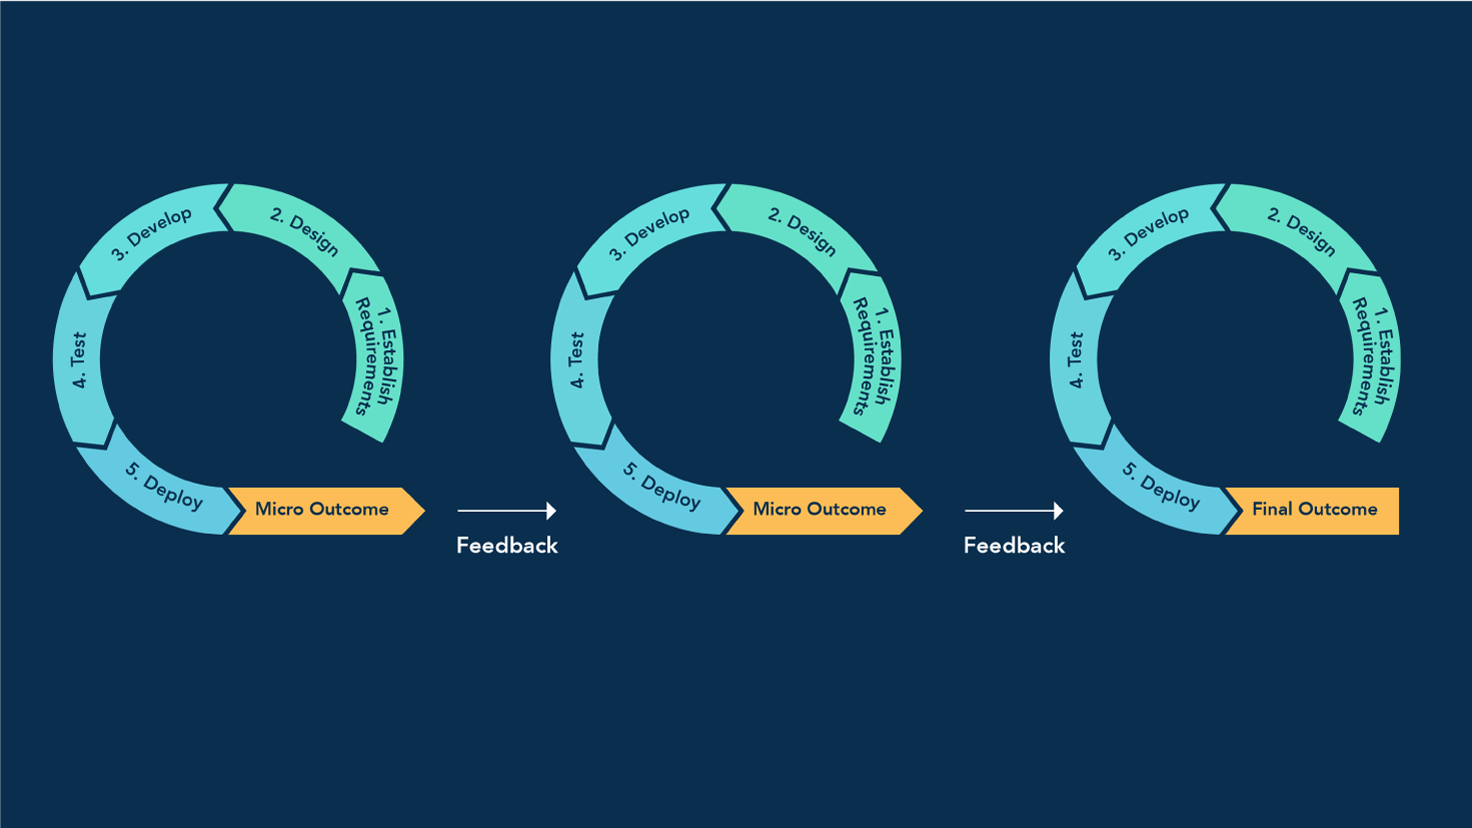 1. Establish
Requirements
2. Design
3. Develop
4. Test
5. Deploy
Micro Outcome
Feedback
1. Establish
Requirements
2. Design
3. Develop
4. Test
5. Deploy
Micro Outcome
Feedback
1. Establish
Requirements
2. Design
3. Develop
4. Test
5. Deploy
Final Outcome